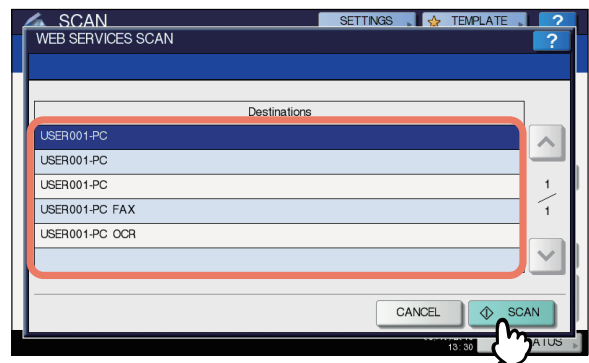 SCAN SETTINGS TEMPLATE ?
WEB SERVICES SCAN ?
Destinations
USER001-PC
USER001-PC
USER001-PC
1
USER001-PC FAX
1
USER001-PC OCR
CANCEL SCAN
13:30